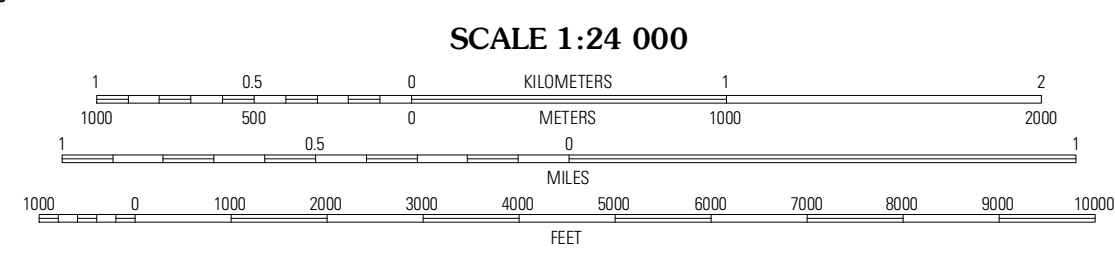 SCALE 1:24 000
1 0.5 0 KILOMETERS 1 2
1000 500 0 METERS 1000 2000
1 0.5 0 1
MILES
1000 0 1000 2000 3000 4000 5000 6000 7000 8000 9000 10000
FEET